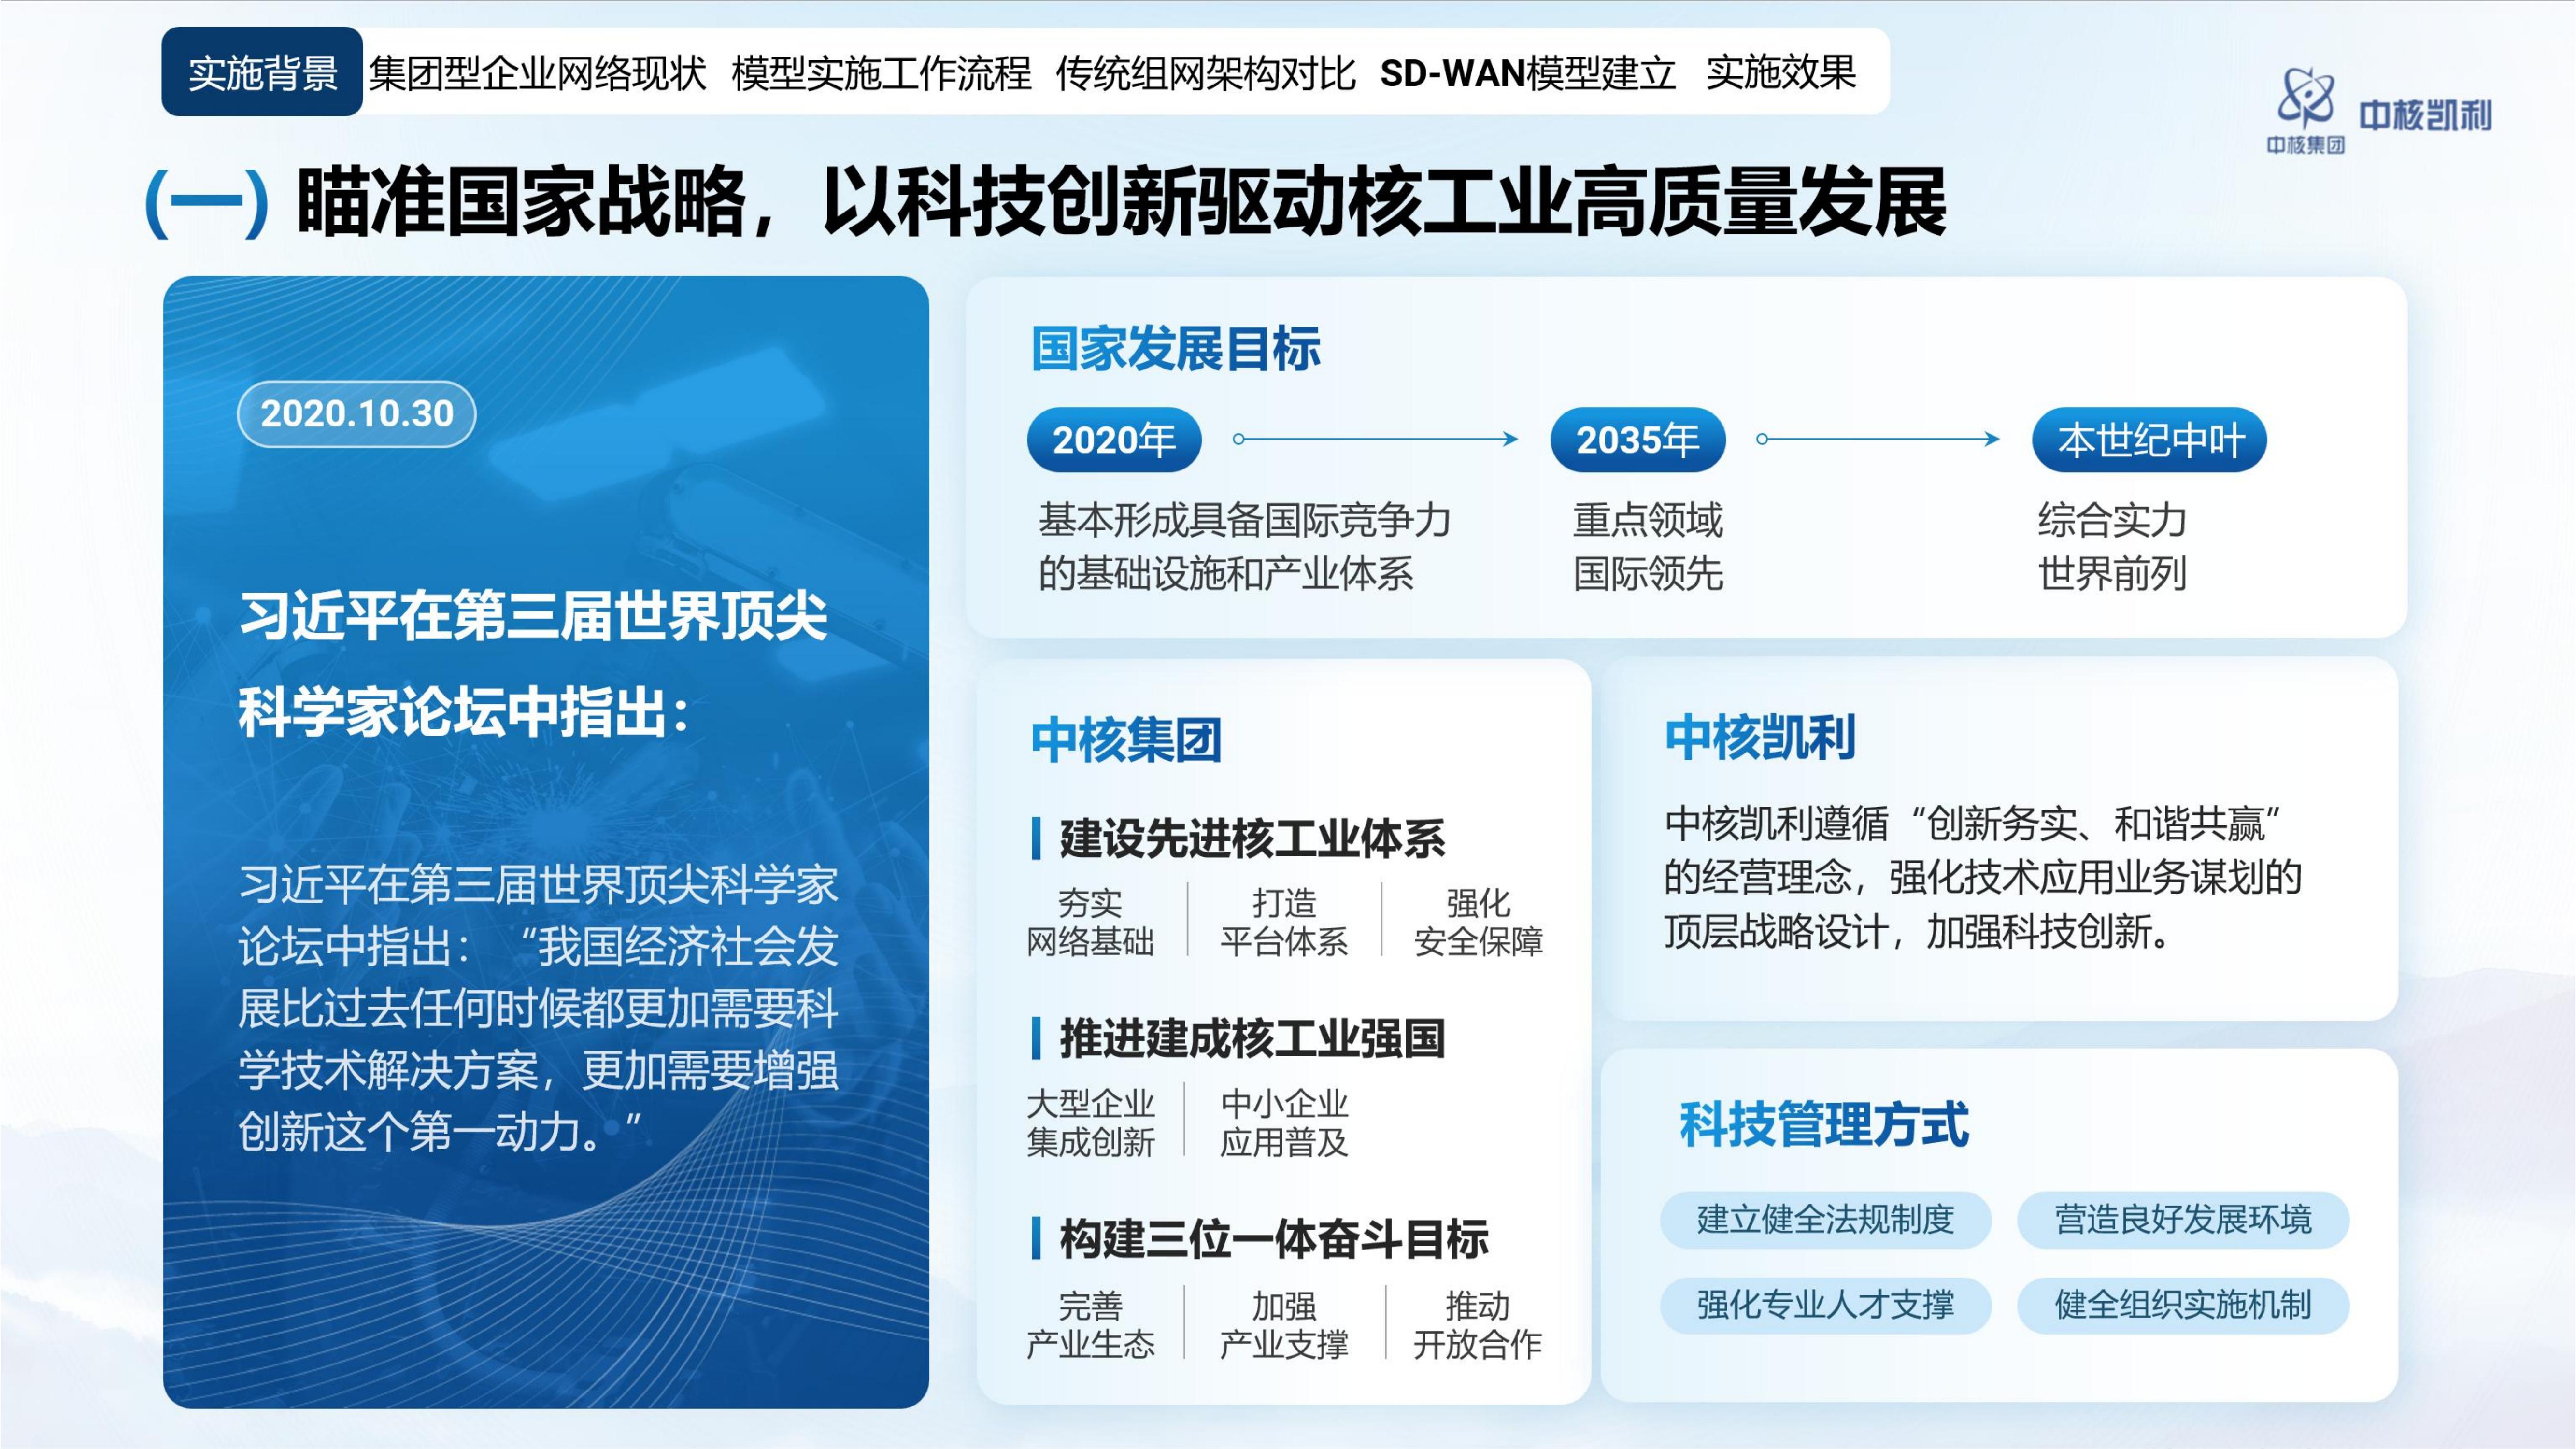 实施背景 集团型企业网络现状 模型实施工作流程 传统组网架构对比 SD-WAN模型建立 实施效果
中核集团
中核凯利
(一) 瞄准国家战略，以科技创新驱动核工业高质量发展
2020.10.30
习近平在第三届世界顶尖
科学家论坛中指出：
习近平在第三届世界顶尖科学家
论坛中指出：“我国经济社会发
展比过去任何时候都更加需要科
学技术解决方案，更加需要增强
创新这个第一动力。”
国家发展目标
2020年
2035年
本世纪中叶
基本形成具备国际竞争力
的基础设施和产业体系
重点领域
国际领先
综合实力
世界前列
中核集团
建设先进核工业体系
夯实
网络基础
打造
平台体系
强化
安全保障
推进建成核工业强国
大型企业
集成创新
中小企业
应用普及
构建三位一体奋斗目标
完善
产业生态
加强
产业支撑
推动
开放合作
中核凯利
中核凯利遵循“创新务实、和谐共赢”
的经营理念，强化技术应用业务谋划的
顶层战略设计，加强科技创新。
科技管理方式
建立健全法规制度
营造良好发展环境
强化专业人才支撑
健全组织实施机制